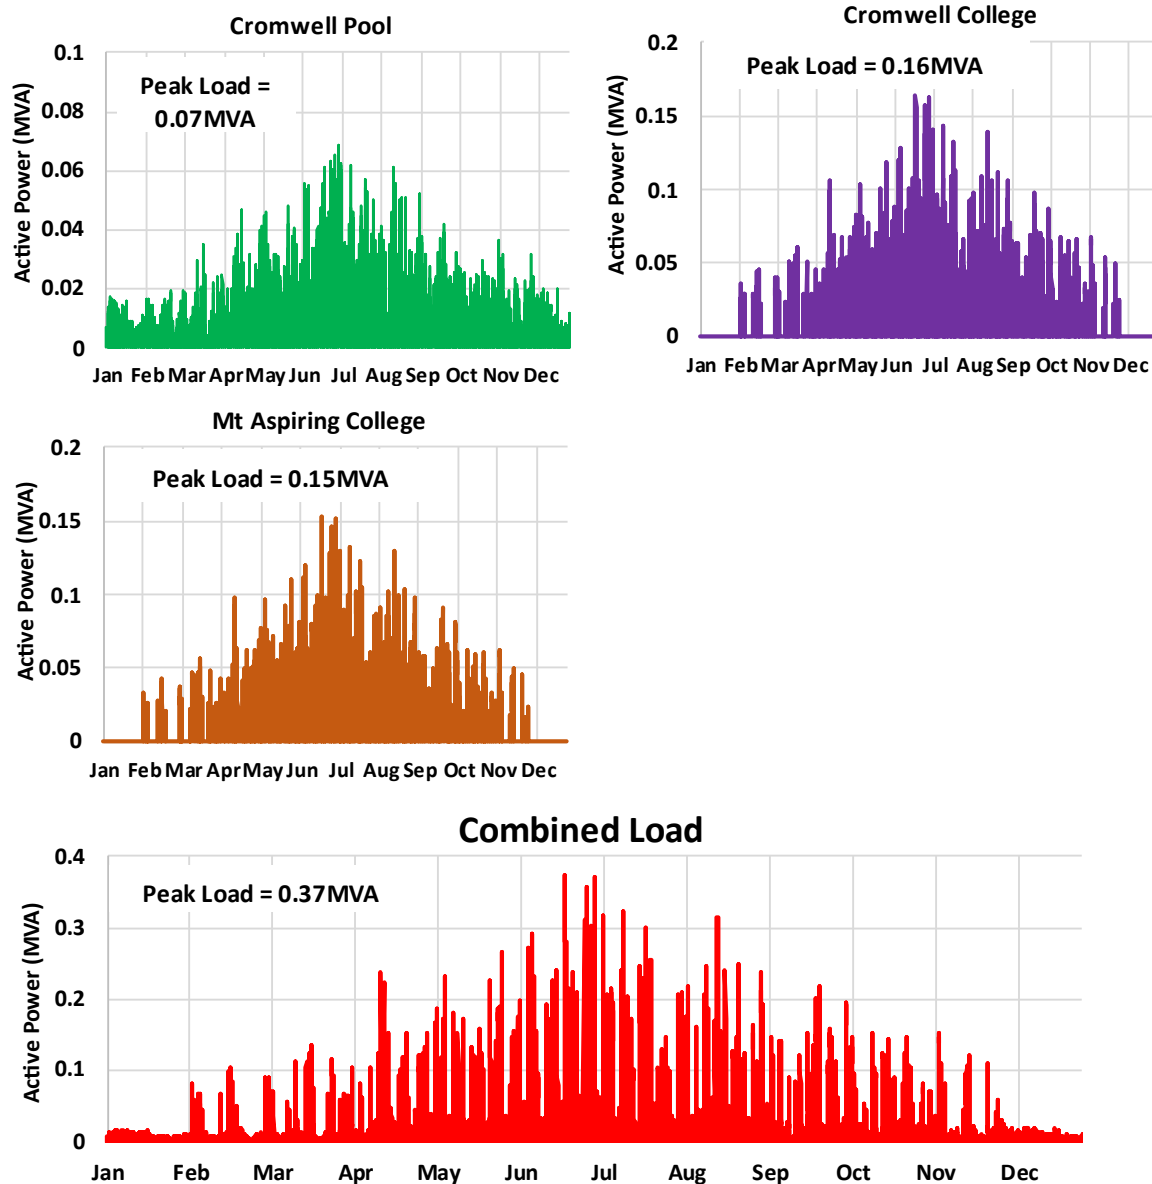 Cromwell Pool
Peak Load =
0.07MVA
Active Power (MVA)
0.1
0.08
0.06
0.04
0.02
0
Jan Feb Mar Apr May Jun Jul Aug Sep Oct Nov Dec
Cromwell College
Peak Load = 0.16MVA
Active Power (MVA)
0.2
0.15
0.1
0.05
0
Jan Feb Mar Apr May Jun Jul Aug Sep Oct Nov Dec
Mt Aspiring College
Peak Load = 0.15MVA
Active Power (MVA)
0.2
0.15
0.1
0.05
0
Jan Feb Mar Apr May Jun Jul Aug Sep Oct Nov Dec
Combined Load
Peak Load = 0.37MVA
Active Power (MVA)
0.4
0.3
0.2
0.1
0
Jan Feb Mar Apr May Jun Jul Aug Sep Oct Nov Dec